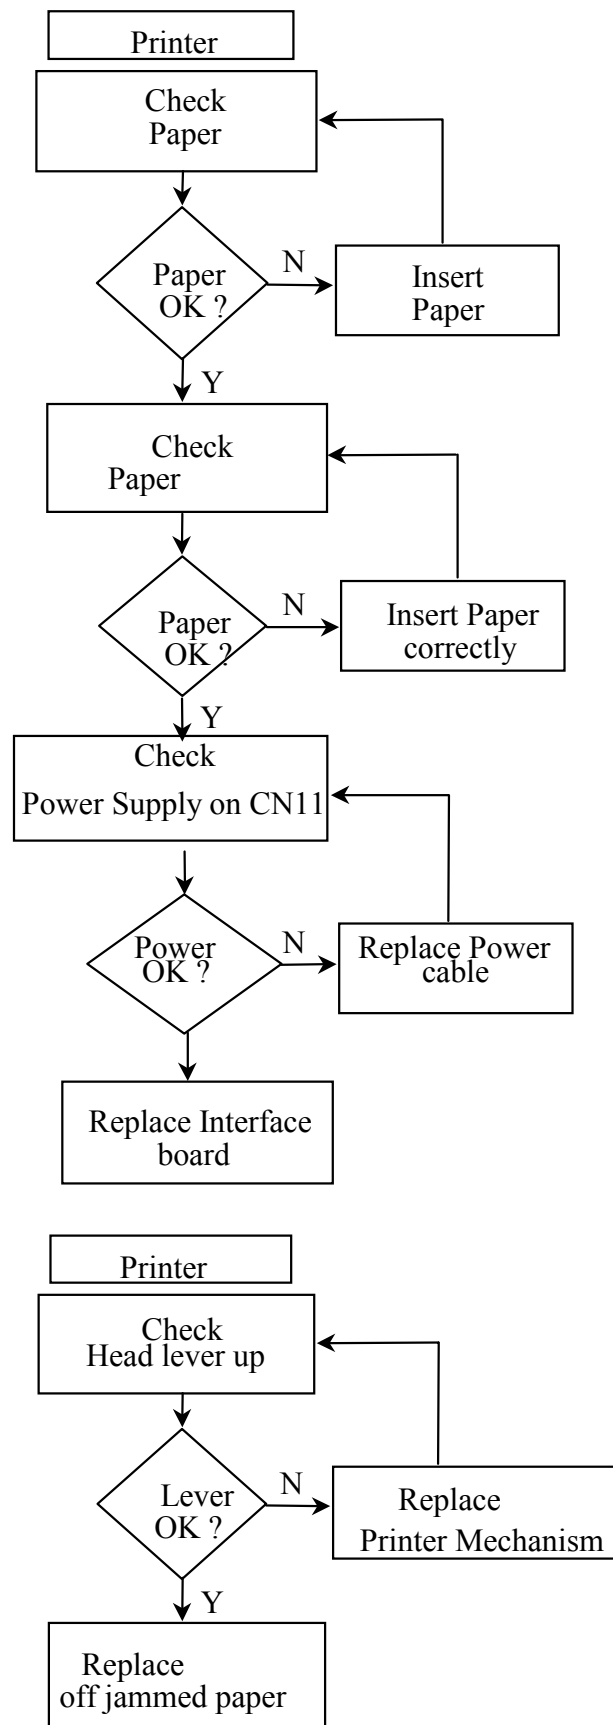 Printer
Check
Paper
Paper
OK ?
N
Insert
Paper
Y
Check
Paper
Paper
OK ?
N
Insert Paper
correctly
Y
Check
Power Supply on CN11
Power
OK ?
N
Replace Power
cable
Replace Interface
board
Printer
Check
Head lever up
Lever
OK ?
N
Replace
Printer Mechanism
Y
Replace
off jammed paper